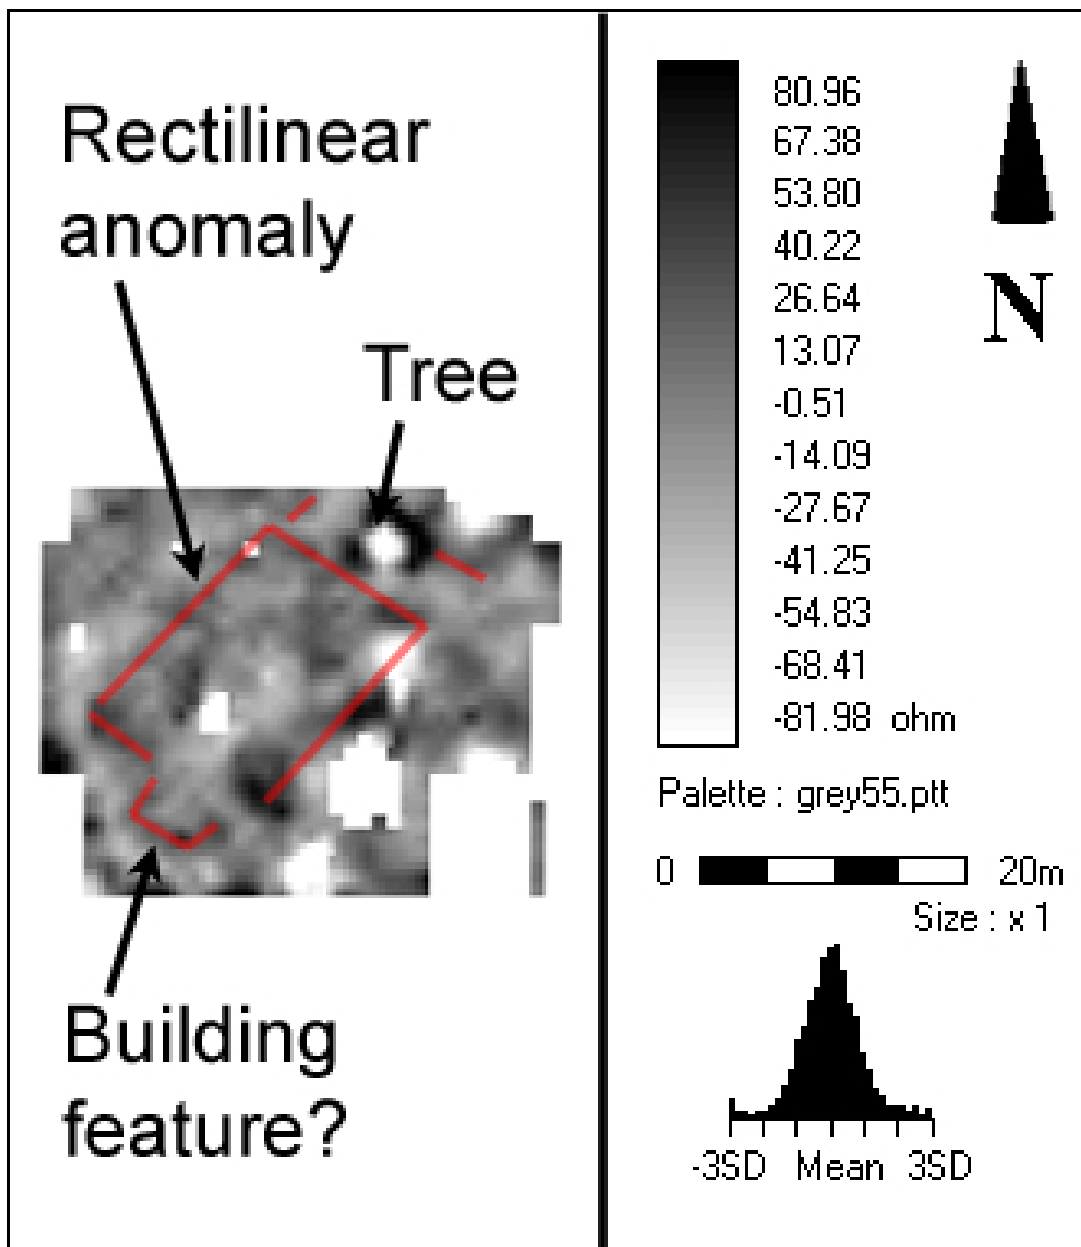 Rectilinear
anomaly
Tree
Building
feature?
80.96
67.38
53.80
40.22
26.64
13.07
-0.51
-14.09
-27.67
-41.25
-54.83
-68.41
-81.98 ohm
N
Palette : grey55.ptt
0 20m
Size : x 1
-3SD Mean 3SD